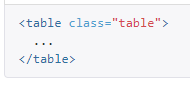 <table class="table">
...
</table>